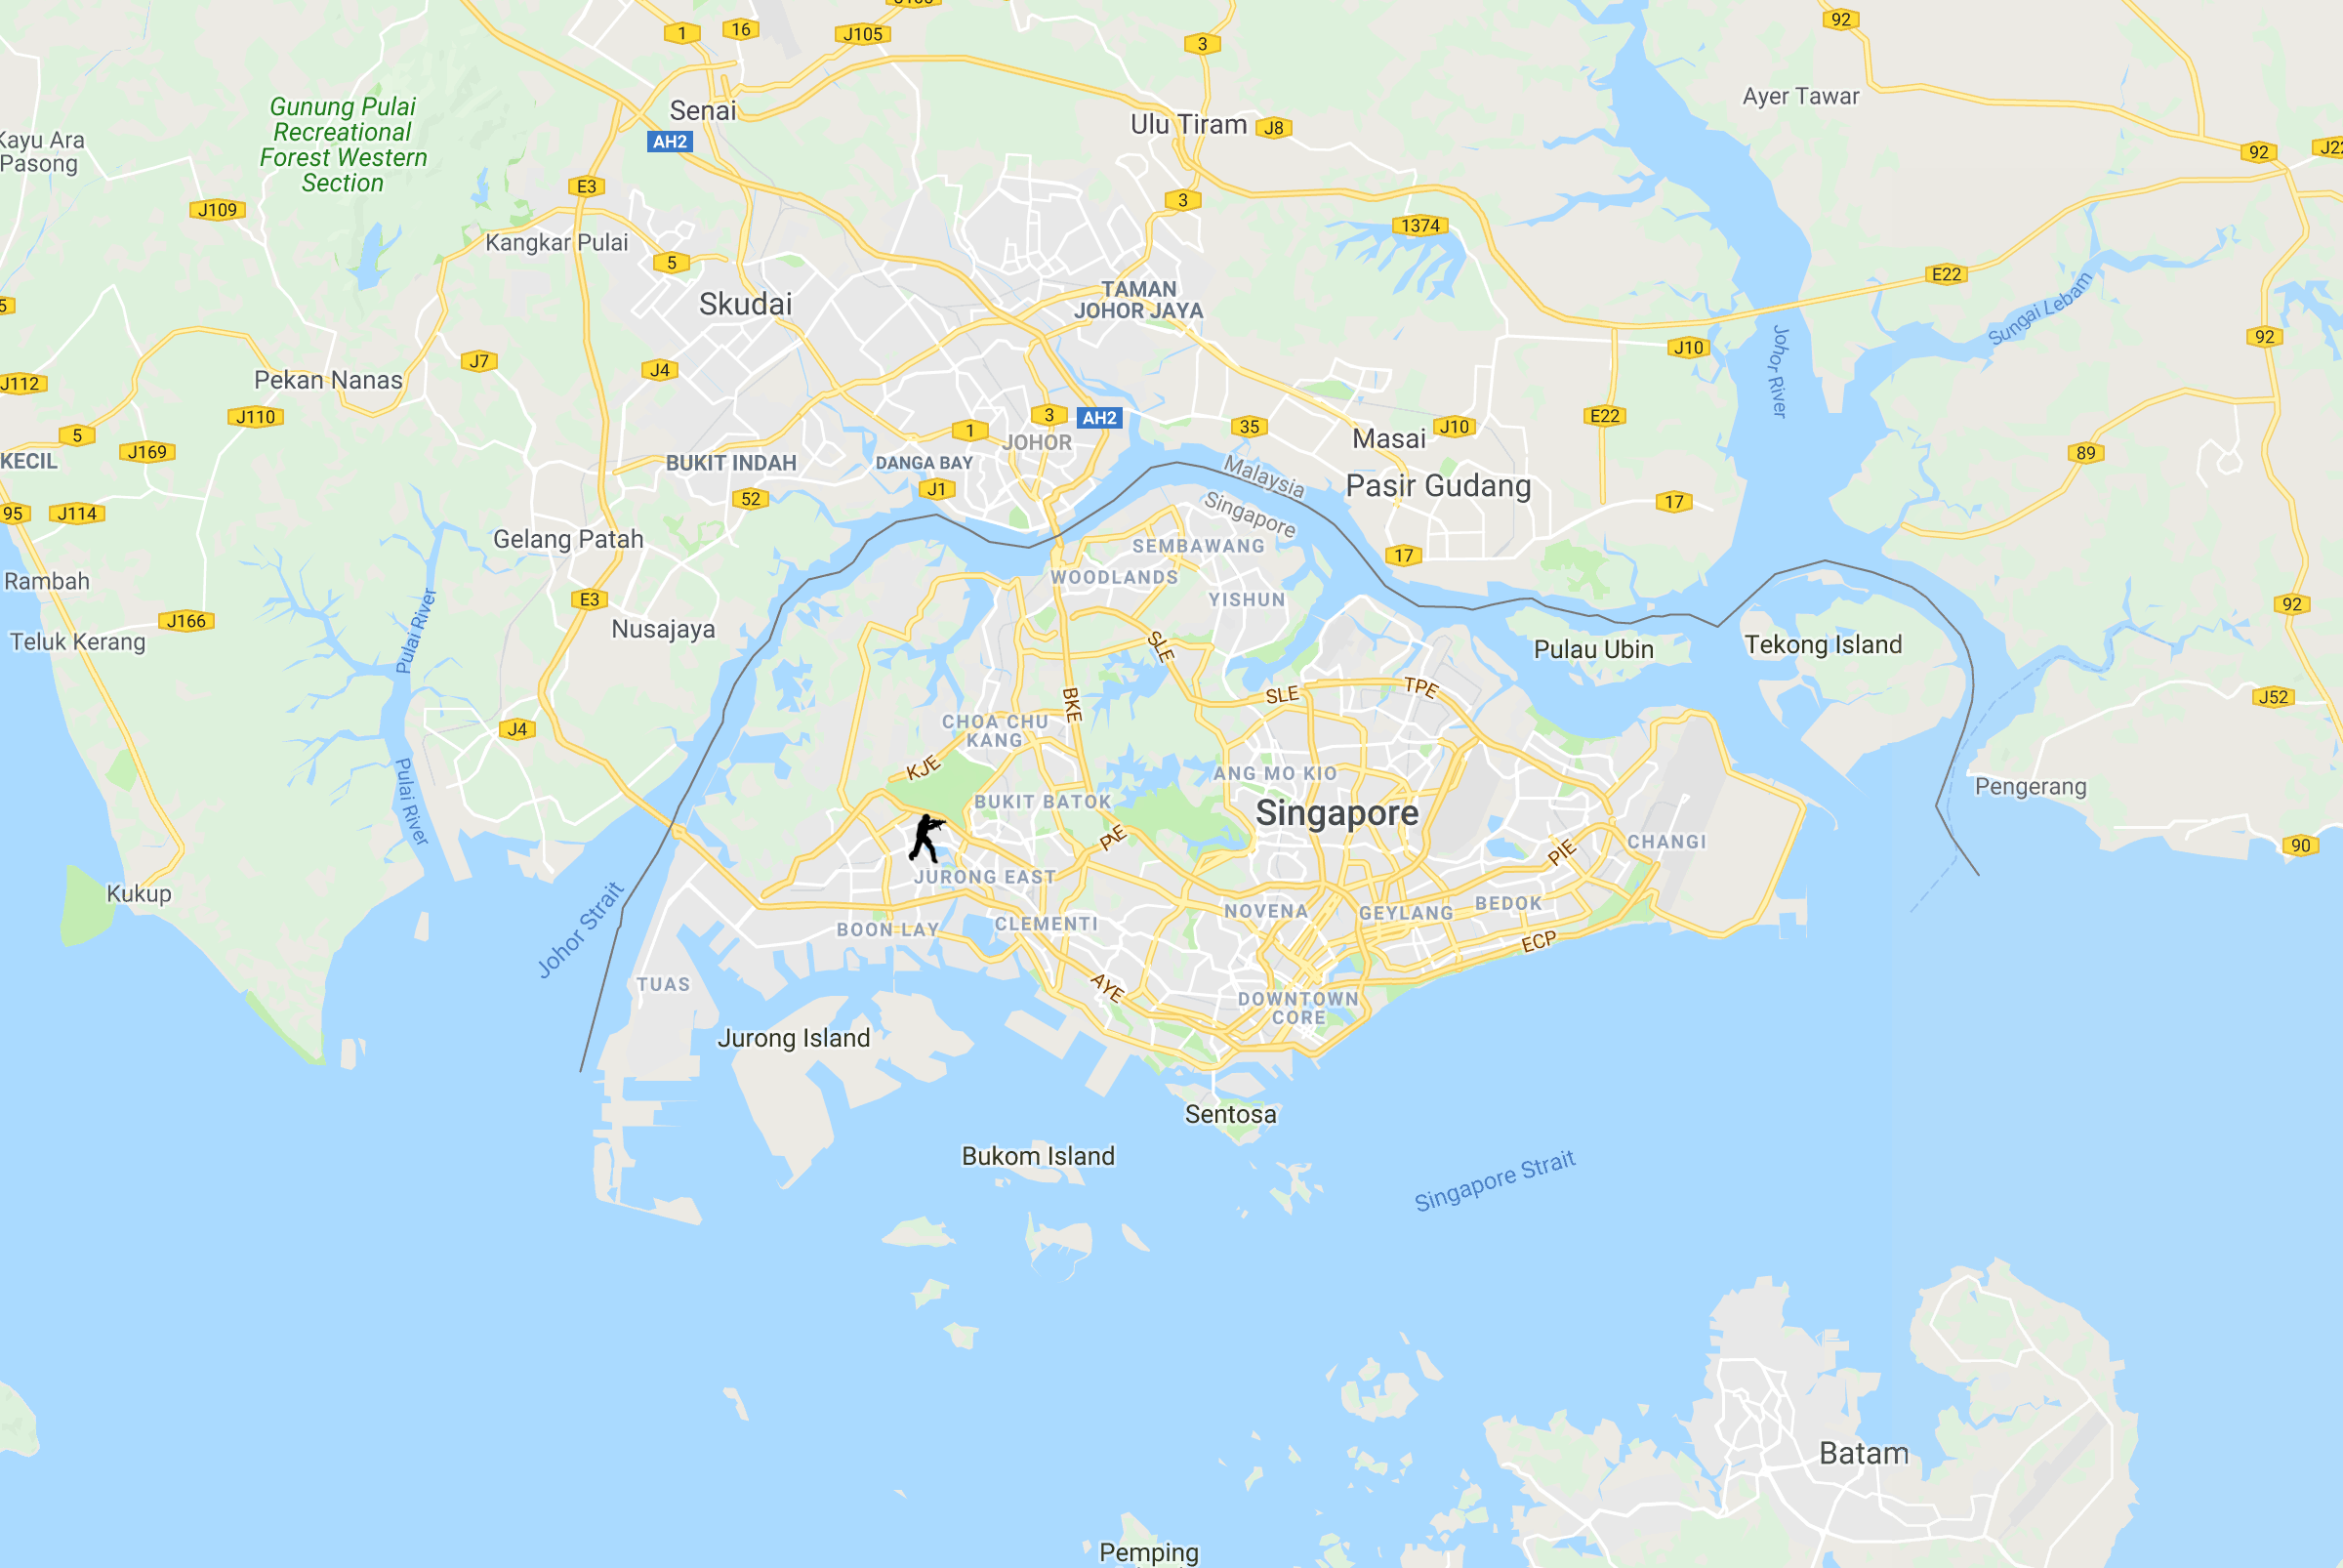 1
16
J105
3
92
Gunung Pulai
Recreational
Forest Western
Section
Kayu Ara
Pasong
Senai
AH2
Ulu Tiram
J8
Ayer Tawar
92
J109
E3
3
1374
Kangkar Pulai
5
Skudai
TAMAN
JOHOR JAYA
E22
Sungai Lebam
92
J7
J4
Johor River
J10
J112
Pekan Nanas
J110
5
J169
KECIL
BUKIT INDAH
DANGA BAY
1
3
AH2
JOHOR
J1
35
Masai
J10
E22
89
Malaysia
Singapore
Pasir Gudang
17
95
J114
52
Gelang Patah
SEMBAWANG
17
WOODLANDS
YISHUN
Rambah
E3
J166
Teluk Kerang
Pulai River
Nusajaya
92
SLE
Pulau Ubin
Tekong Island
BKE
SLE
TPE
J52
J4
CHOA CHU
KANG
KJE
Pulai River
BUKIT BATOK
ANG MO KIO
Singapore
Pengerang
PIE
CHANGI
90
Kukup
JURONG EAST
Johor Strait
BOON LAY
CLEMENTI
NOVENA
GEYLANG
BEDOK
ECP
TUAS
AYE
DOWNTOWN
CORE
Jurong Island
Sentosa
Bukom Island
Singapore Strait
Batam
Pemping